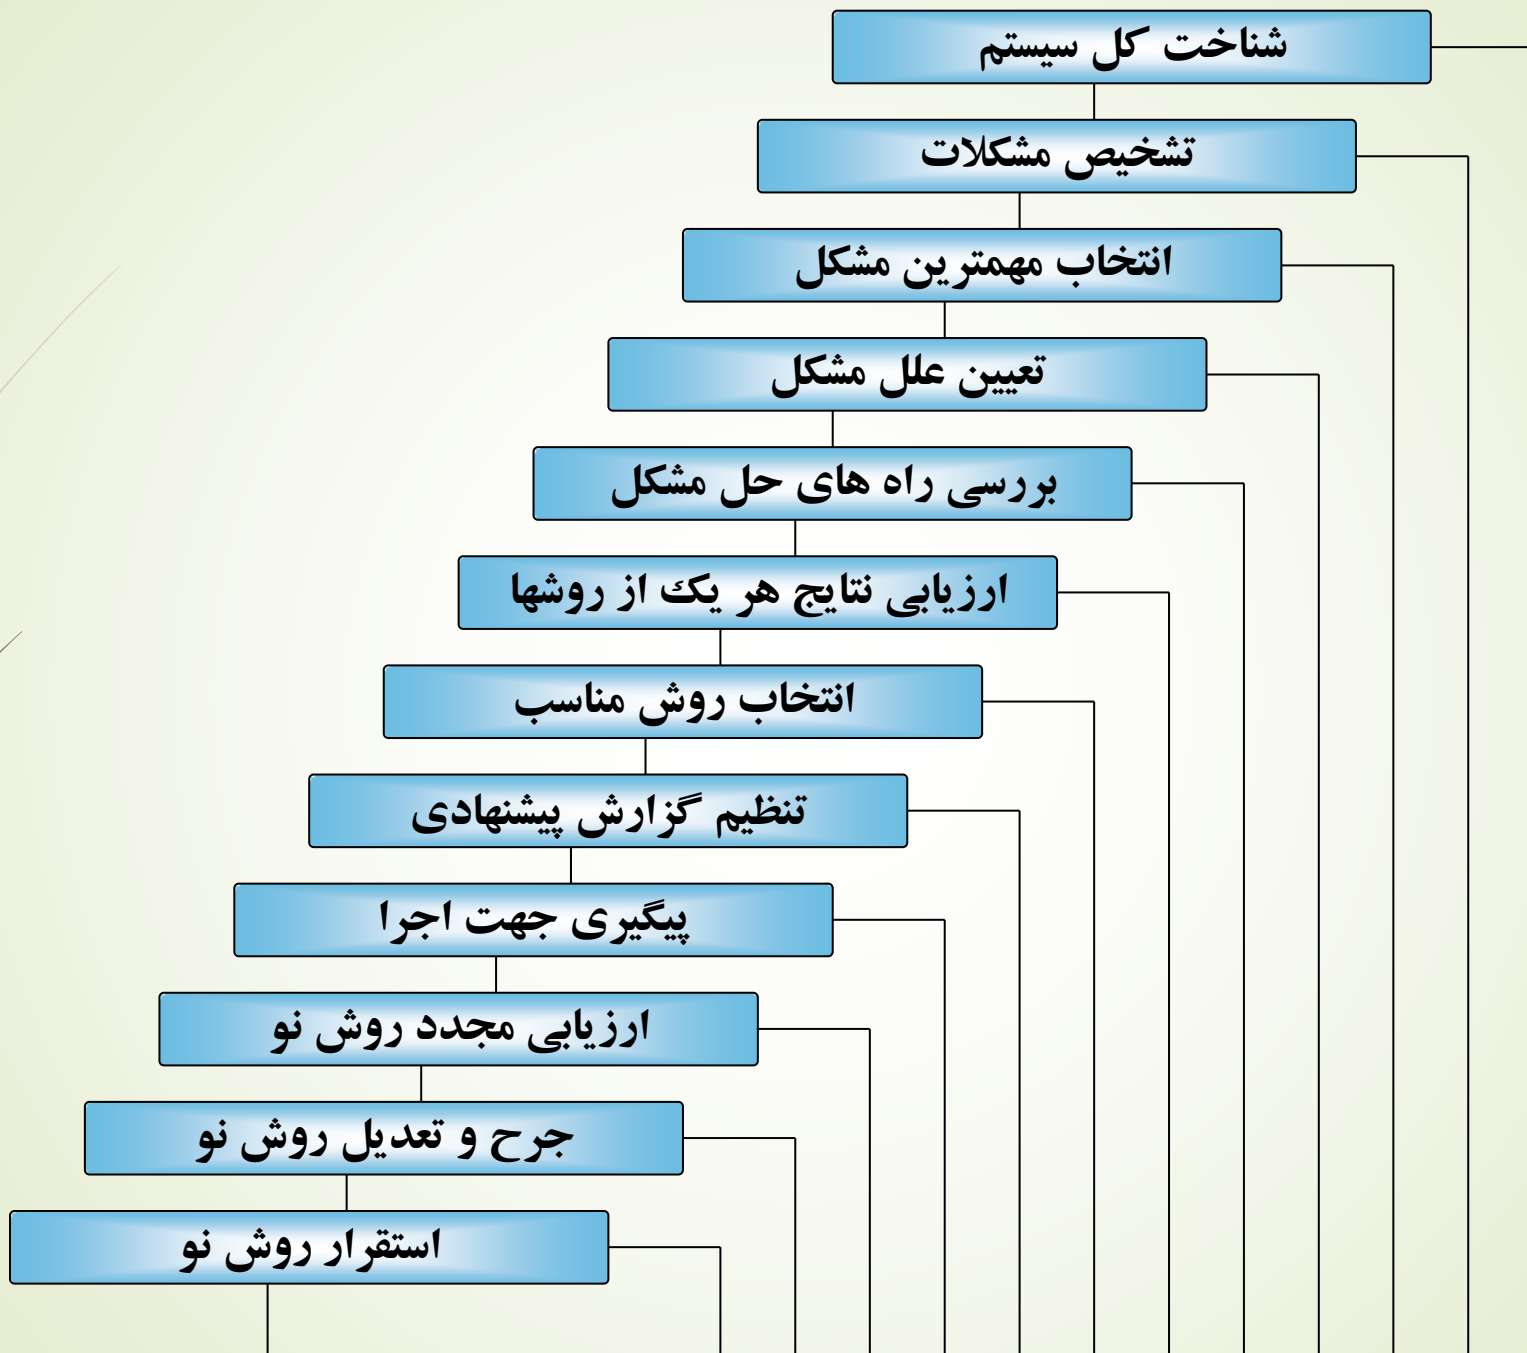 شناخت کل سیستم
تشخیص مشکلات
انتخاب مهمترین مشکل
تعیین علل مشکل
بررسی راه های حل مشکل
ارزیابی نتایج هر یک از روشها
انتخاب روش مناسب
تنظیم گزارش پیشنهادی
پیگیری جهت اجرا
ارزیابی مجدد روش نو
جرح و تعدیل روش نو
استقرار روش نو